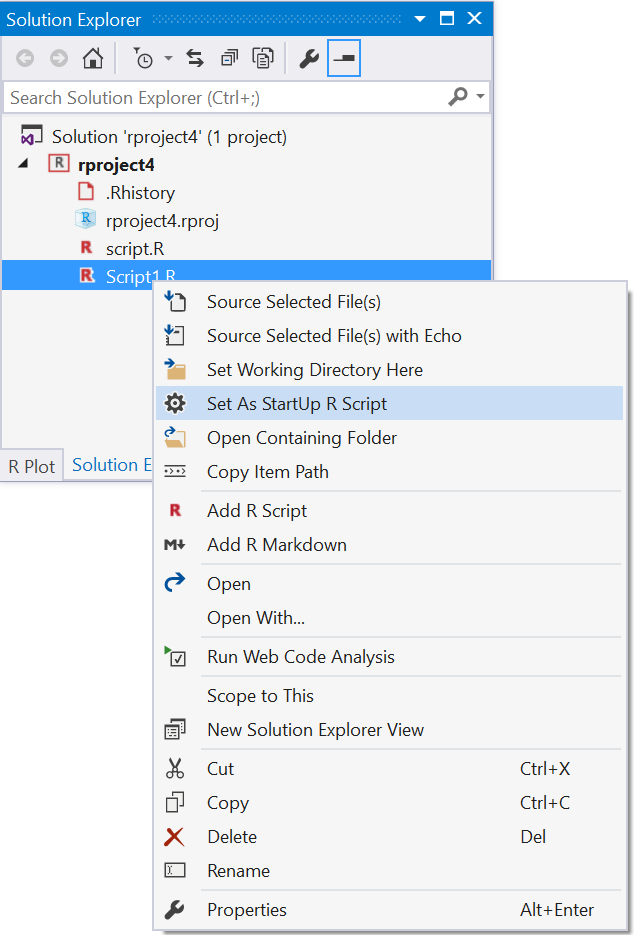 Solution Explorer
Search Solution Explorer (Ctrl+;)
Solution 'rproject4' (1 project)
R rproject4
.Rhistory
R rproject4.rproj
R script.R
R Script1.R
Source Selected File(s)
Source Selected File(s) with Echo
Set Working Directory Here
Set As StartUp R Script
R Plot Solution E
Open Containing Folder
Copy Item Path
R Add R Script
M Add R Markdown
Open
Open With...
Run Web Code Analysis
Scope to This
New Solution Explorer View
Cut Ctrl+X
Copy Ctrl+C
Delete Del
Rename
Properties Alt+Enter